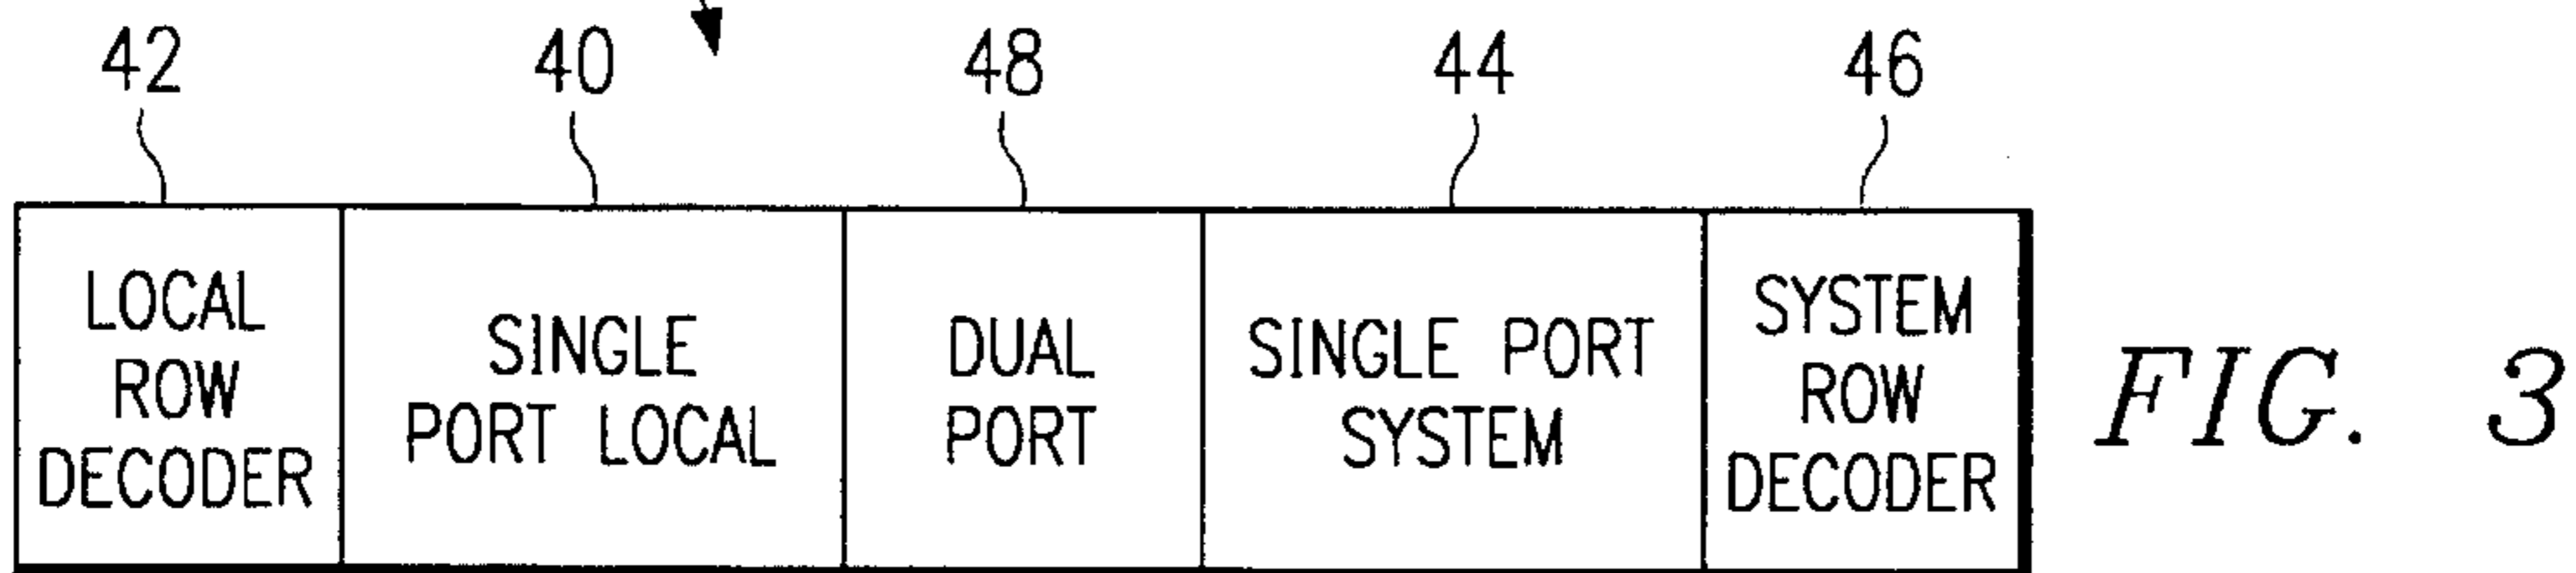 42 40 48 44 46
LOCAL
ROW
DECODER
SINGLE
PORT LOCAL
DUAL
PORT
SINGLE PORT
SYSTEM
SYSTEM
ROW
DECODER
FIG. 3